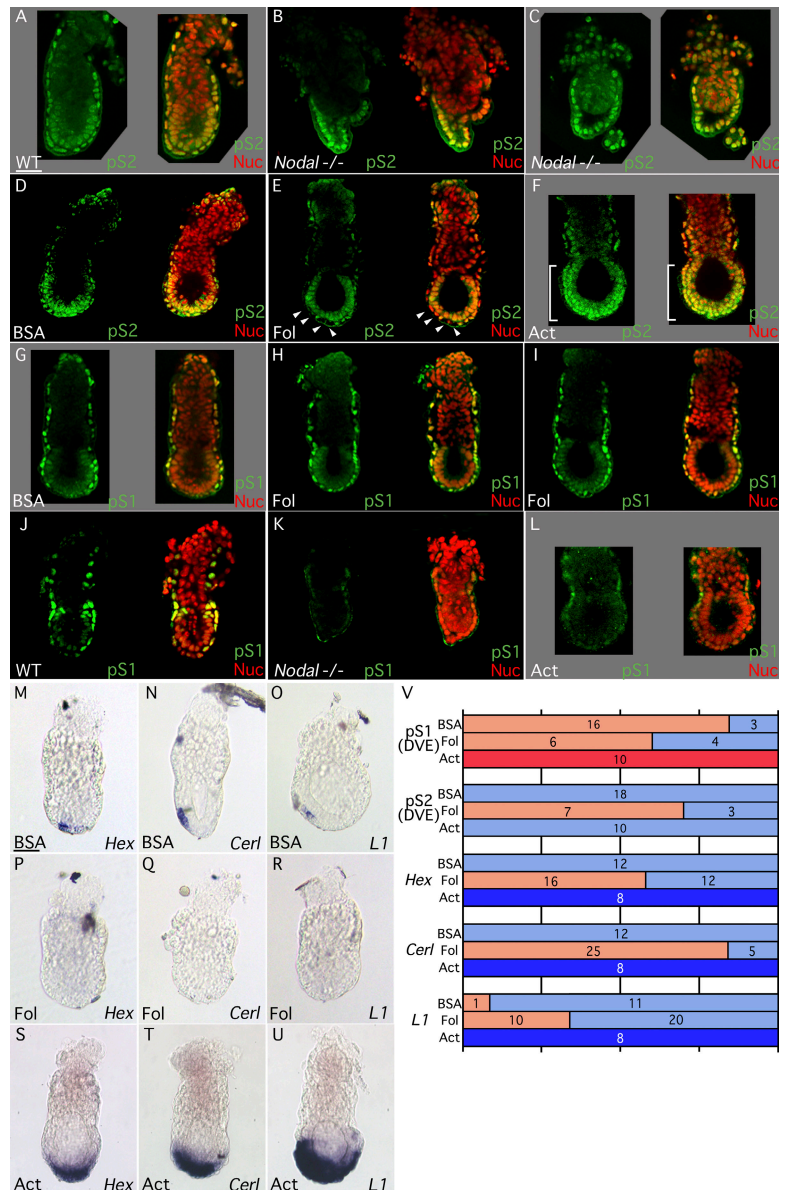 A
B
C
WT
pS2
pS2
Nuc
Nodal -/-
pS2
pS2
Nuc
Nodal -/-
pS2
pS2
Nuc
D
E
F
BSA
pS2
pS2
Nuc
Fol
pS2
pS2
Nuc
Act
pS2
pS2
Nuc
G
H
I
BSA
pS1
pS1
Nuc
Fol
pS1
pS1
Nuc
Fol
pS1
pS1
Nuc
J
K
L
WT
pS1
pS1
Nuc
Nodal -/-
pS1
pS1
Nuc
Act
pS1
pS1
Nuc
M
N
O
BSA Hex
BSA Cerl
BSA L1
P
Q
R
Fol Hex
Fol Cerl
Fol L1
S
T
U
Act Hex
Act Cerl
Act L1
V
pS1
(DVE)
BSA 16 3
Fol 6 4
Act 10
pS2
(DVE)
BSA 18
Fol 7 3
Act 10
Hex
BSA 12
Fol 16 12
Act 8
Cerl
BSA 12
Fol 25 5
Act 8
L1
BSA 1 11
Fol 10 20
Act 8